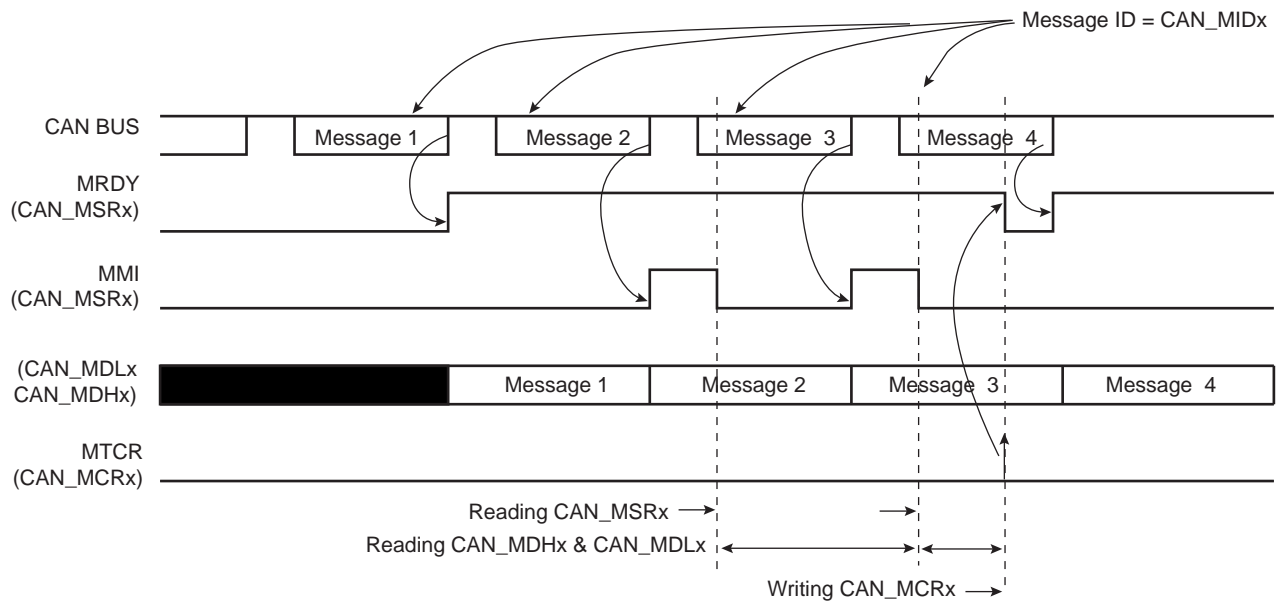 Message ID = CAN_MIDx
CAN BUS
Message 1
Message 2
Message  3
Message  4
MRDY
(CAN_MSRx)
MMI
(CAN_MSRx)
(CAN_MDLx
CAN_MDHx)
Message 1
Message 2
Message  3
Message  4
MTCR
(CAN_MCRx)
Reading CAN_MSRx
Reading CAN_MDHx & CAN_MDLx
Writing CAN_MCRx